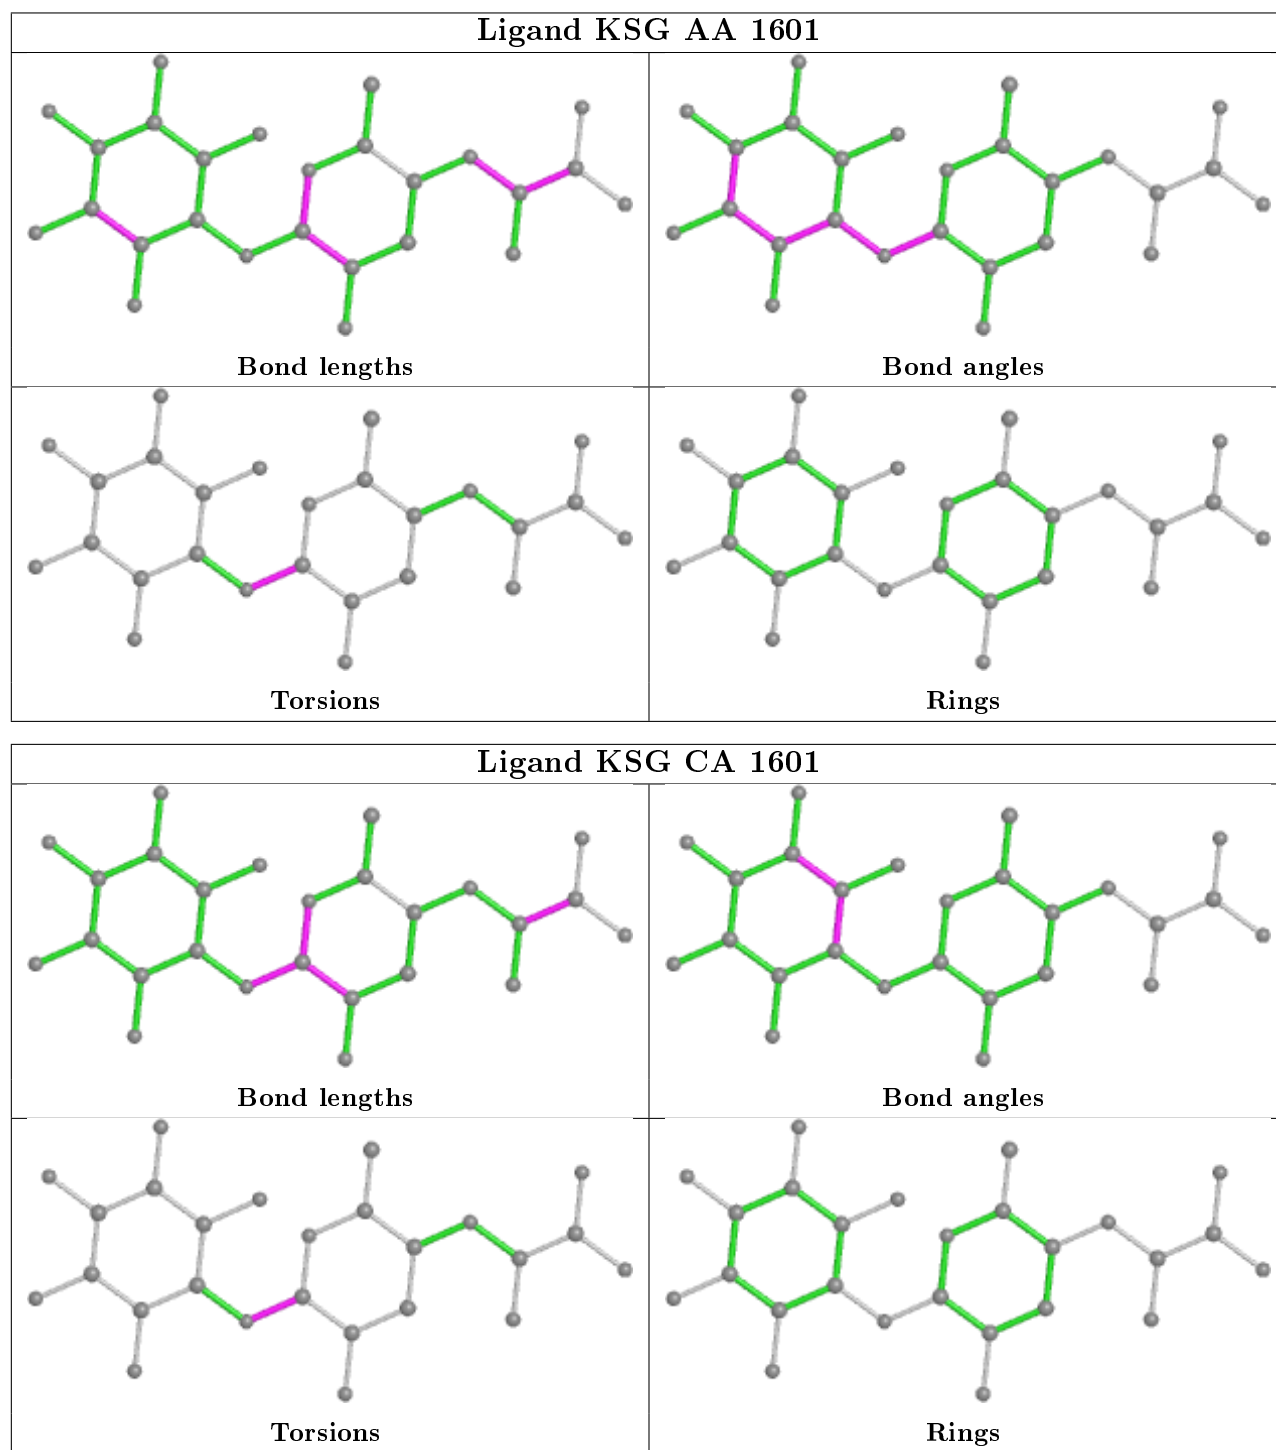 Ligand KSG AA 1601
Bond lengths
Bond angles
Torsions
Rings
Ligand KSG CA 1601
Bond lengths
Bond angles
Torsions
Rings